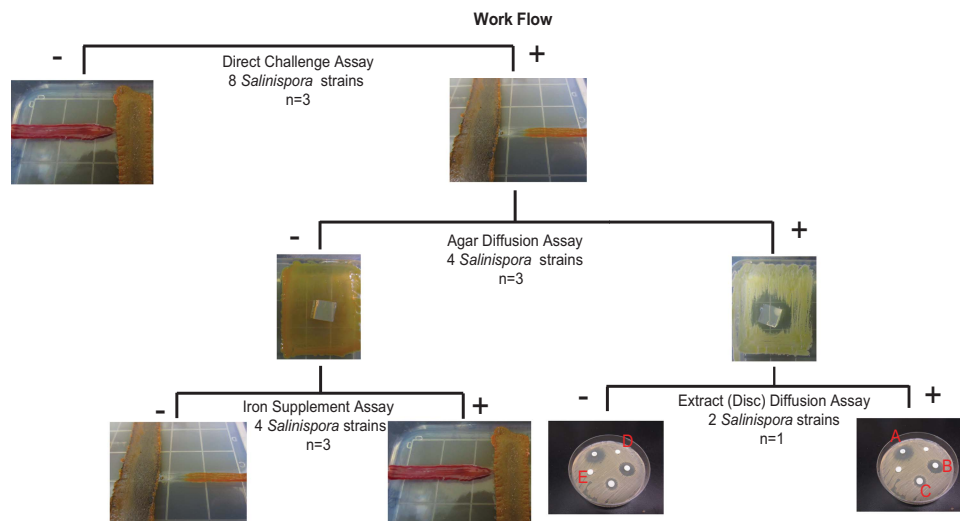 Work Flow
-
+
Direct Challenge Assay
8 Salinispora strains
n=3
-
+
Agar Diffusion Assay
4 Salinispora strains
n=3
-
+
Iron Supplement Assay
4 Salinispora strains
n=3
-
+
Extract (Disc) Diffusion Assay
2 Salinispora strains
n=1
D
E
A
B
C